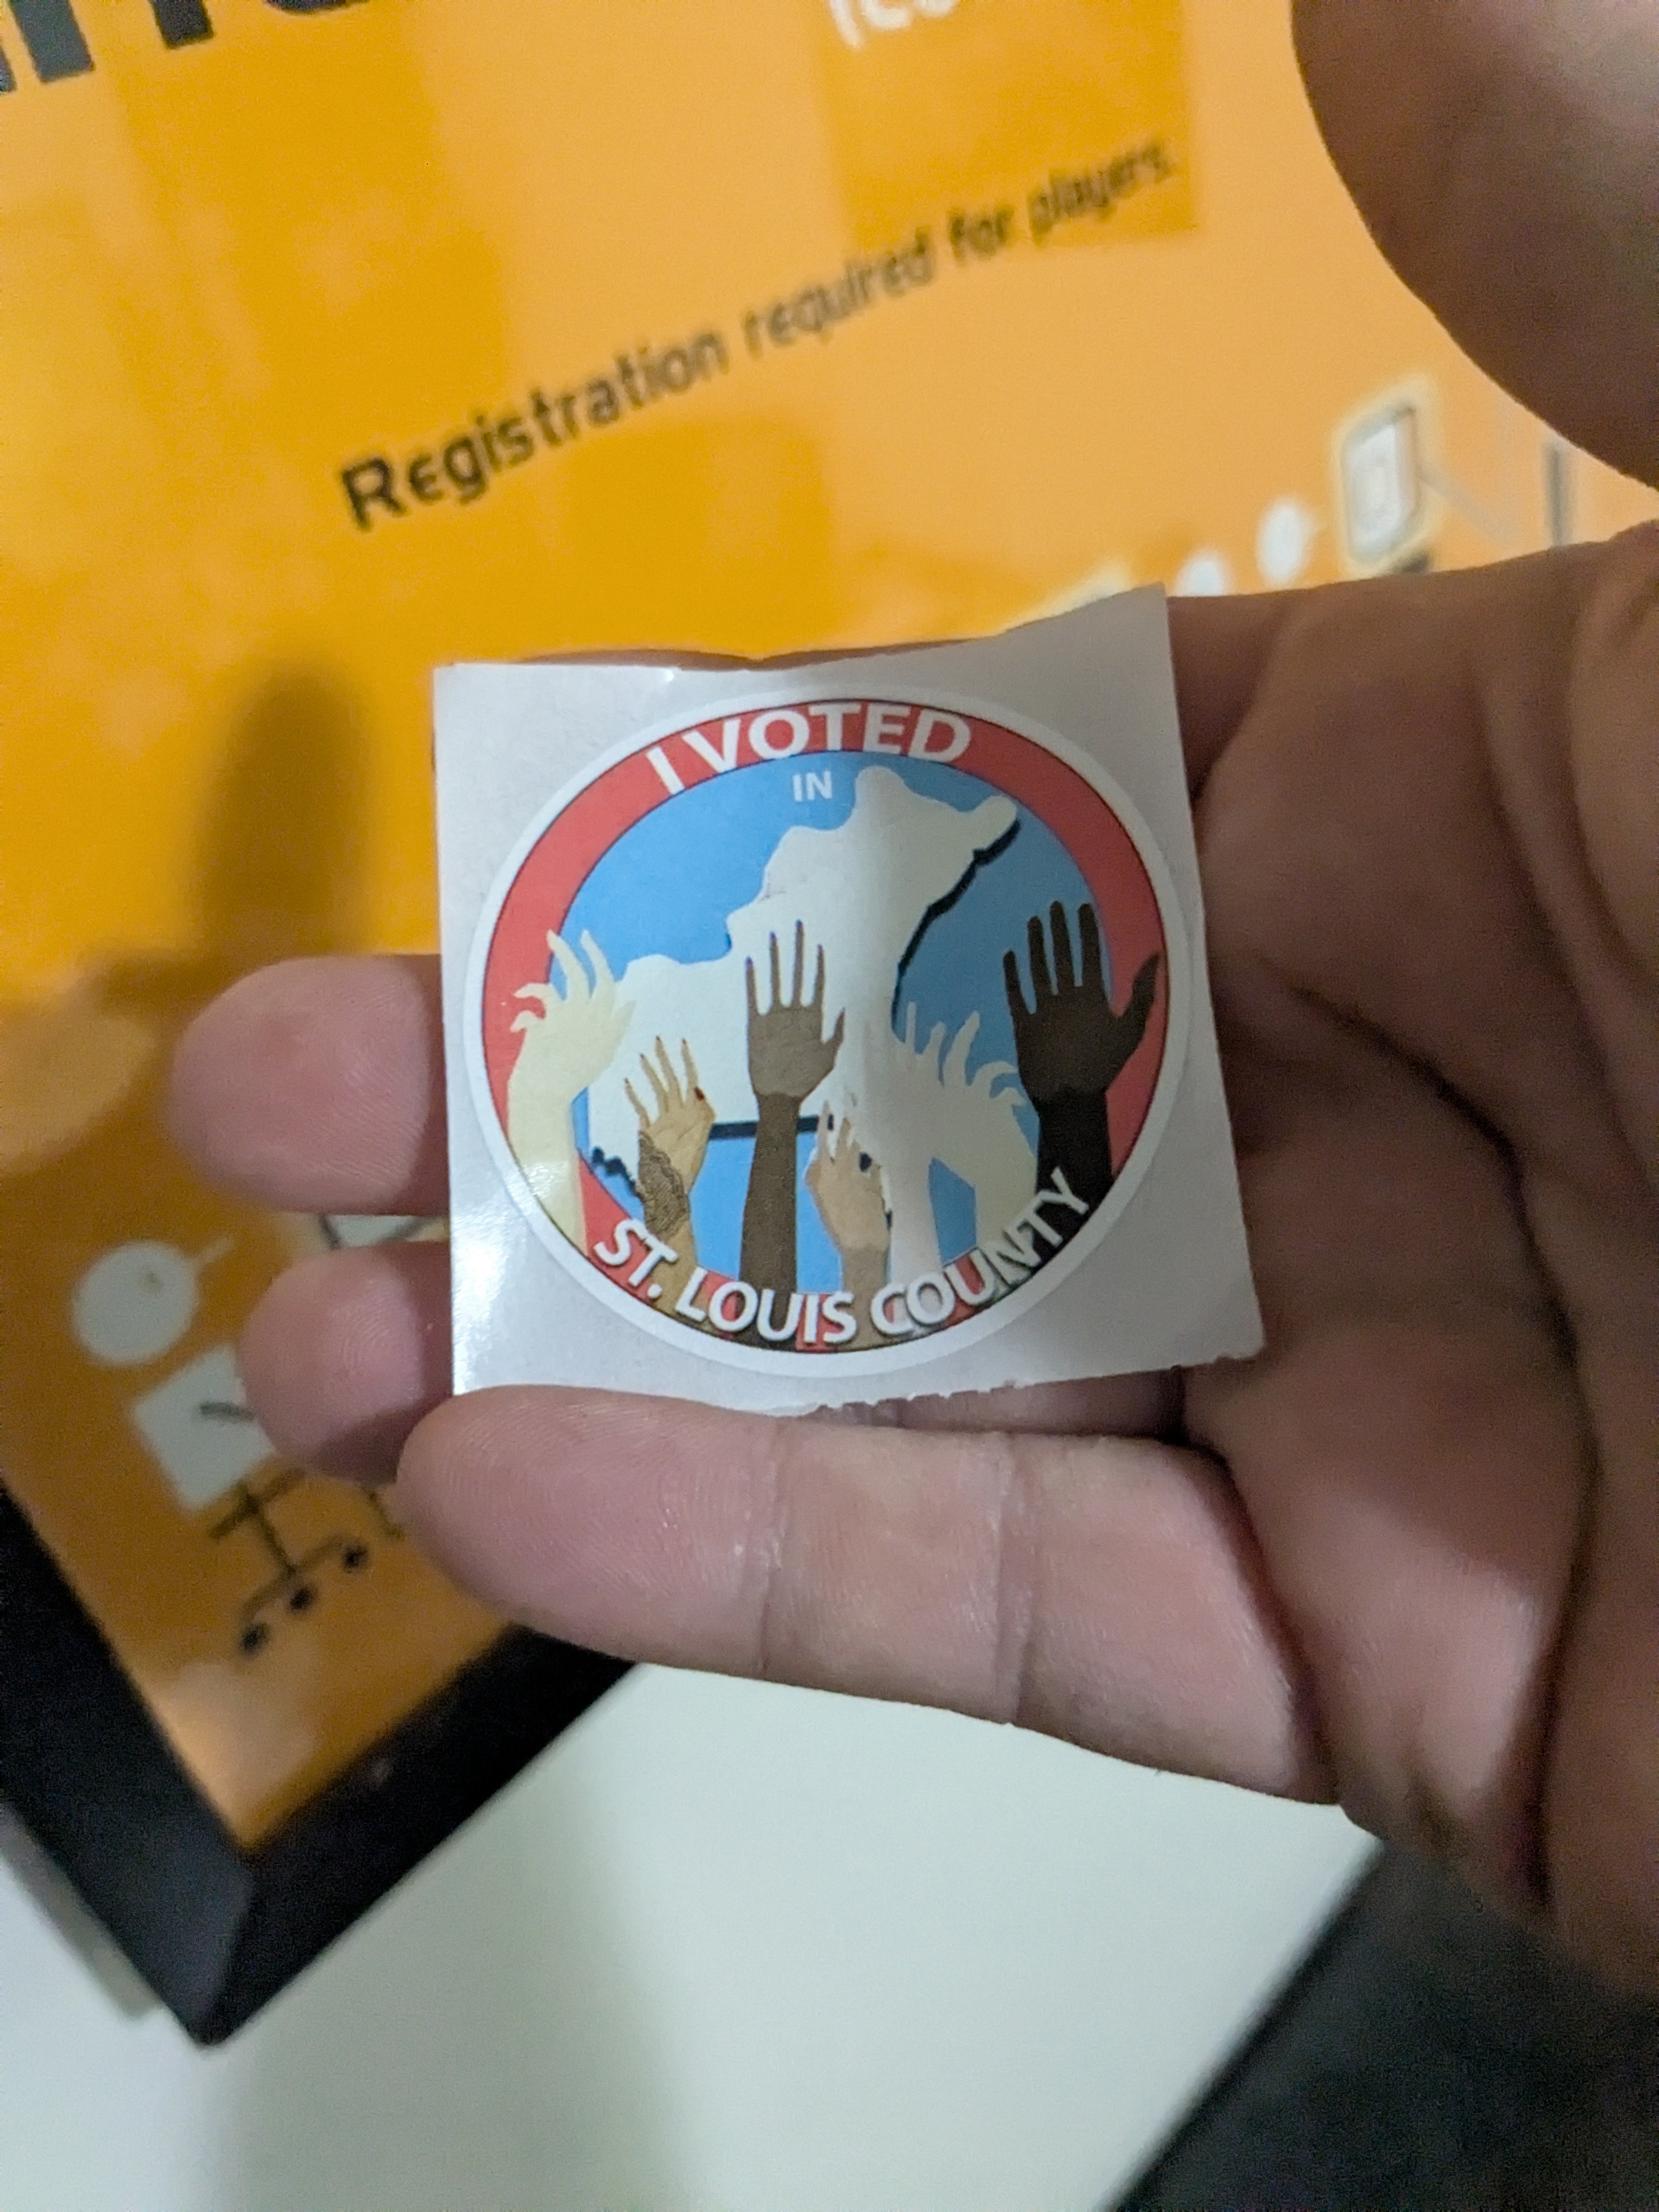 Registration required for players.
I VOTED
IN
ST. LOUIS COUNTY